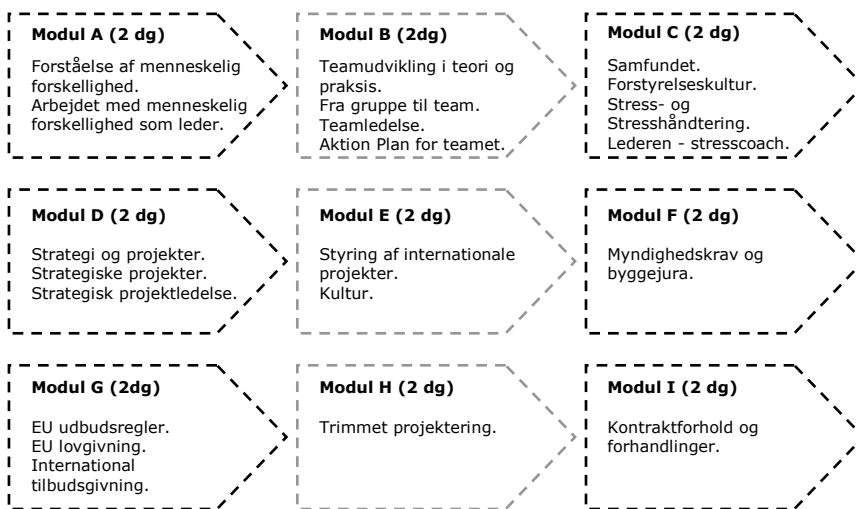 Modul A (2 dg)
Forståelse af menneskelig
forskellighed.
Arbejdet med menneskelig
forskellighed som leder.
Modul B (2dg)
Teamudvikling i teori og
praksis.
Fra gruppe til team.
Teamledelse.
Aktion Plan for teamet.
Modul C (2 dg)
Samfundet.
Forstyrelseskultur.
Stress- og
Stresshåndtering.
Lederen - stresscoach.
Modul D (2 dg)
Strategi og projekter.
Strategiske projekter.
Strategisk projektledelse.
Modul E (2 dg)
Styring af internationale
projekter.
Kultur.
Modul F (2 dg)
Myndighedskrav og
byggejura.
Modul G (2dg)
EU udbudsregler.
EU lovgivning.
International
tilbudsgivning.
Modul H (2 dg)
Trimmet projektering.
Modul I (2 dg)
Kontraktforhold og
forhandlinger.